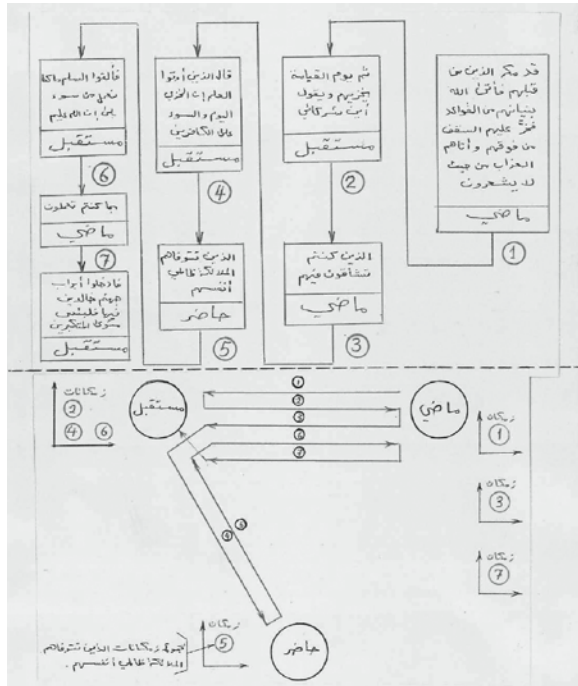 قد مكر الذين من
قبلهم فأتى الله
بنيانهم من القواعد
فخرَّ عليهم السقف
من فوقهم وأتاهم
العذاب من حيث
لا يشعرون
ماضي
1
ثم يوم القيامة
يخزيهم ويقول
أين شركائي
مستقبل
2
الذين كنتم
تشاقون فيهم
ماضي
3
قال الذين أوتوا
العلم إن الخزي
اليوم والسوء
على الكافرين
مستقبل
4
الذين تتوفاهم
الملائكة ظالمي
أنفسهم
حاضر
5
فألقوا السلم ماكنا
نعمل من سوء
بلى إن الله عليم
مستقبل
6
بما كنتم تعملون
ماضي
7
فادخلوا أبواب
جهنم خالدين
فيها فلبئس
مثوى المتكبرين
مستقبل
ماضي
مستقبل
حاضر
زمكان
1
زمكان
3
زمكان
7
زمكانات
2
4 6
1
2
3
6
7
زمكان
5
زمكانات الذين تتوفاهم
الملائكة ظالمي أنفسهم.